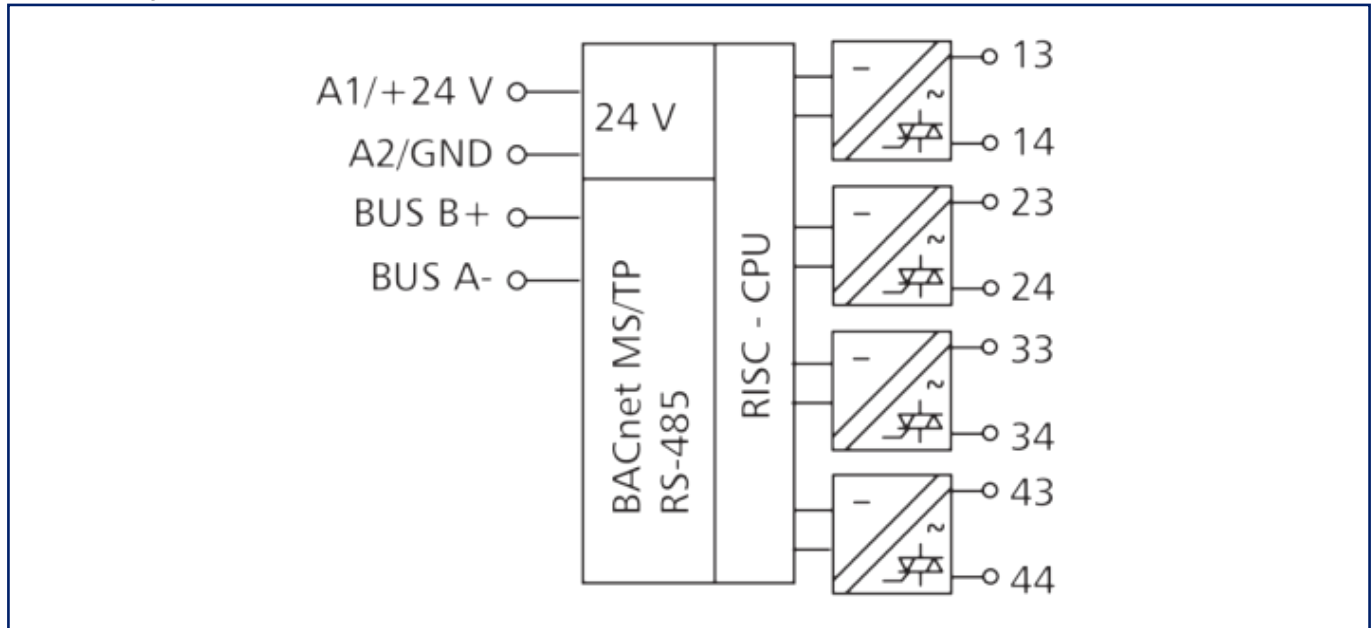 A1/+24 V
A2/GND
BUS B+
BUS A-
24 V
BACnet MS/TP
RS-485
RISC - CPU
13
14
23
24
33
34
43
44